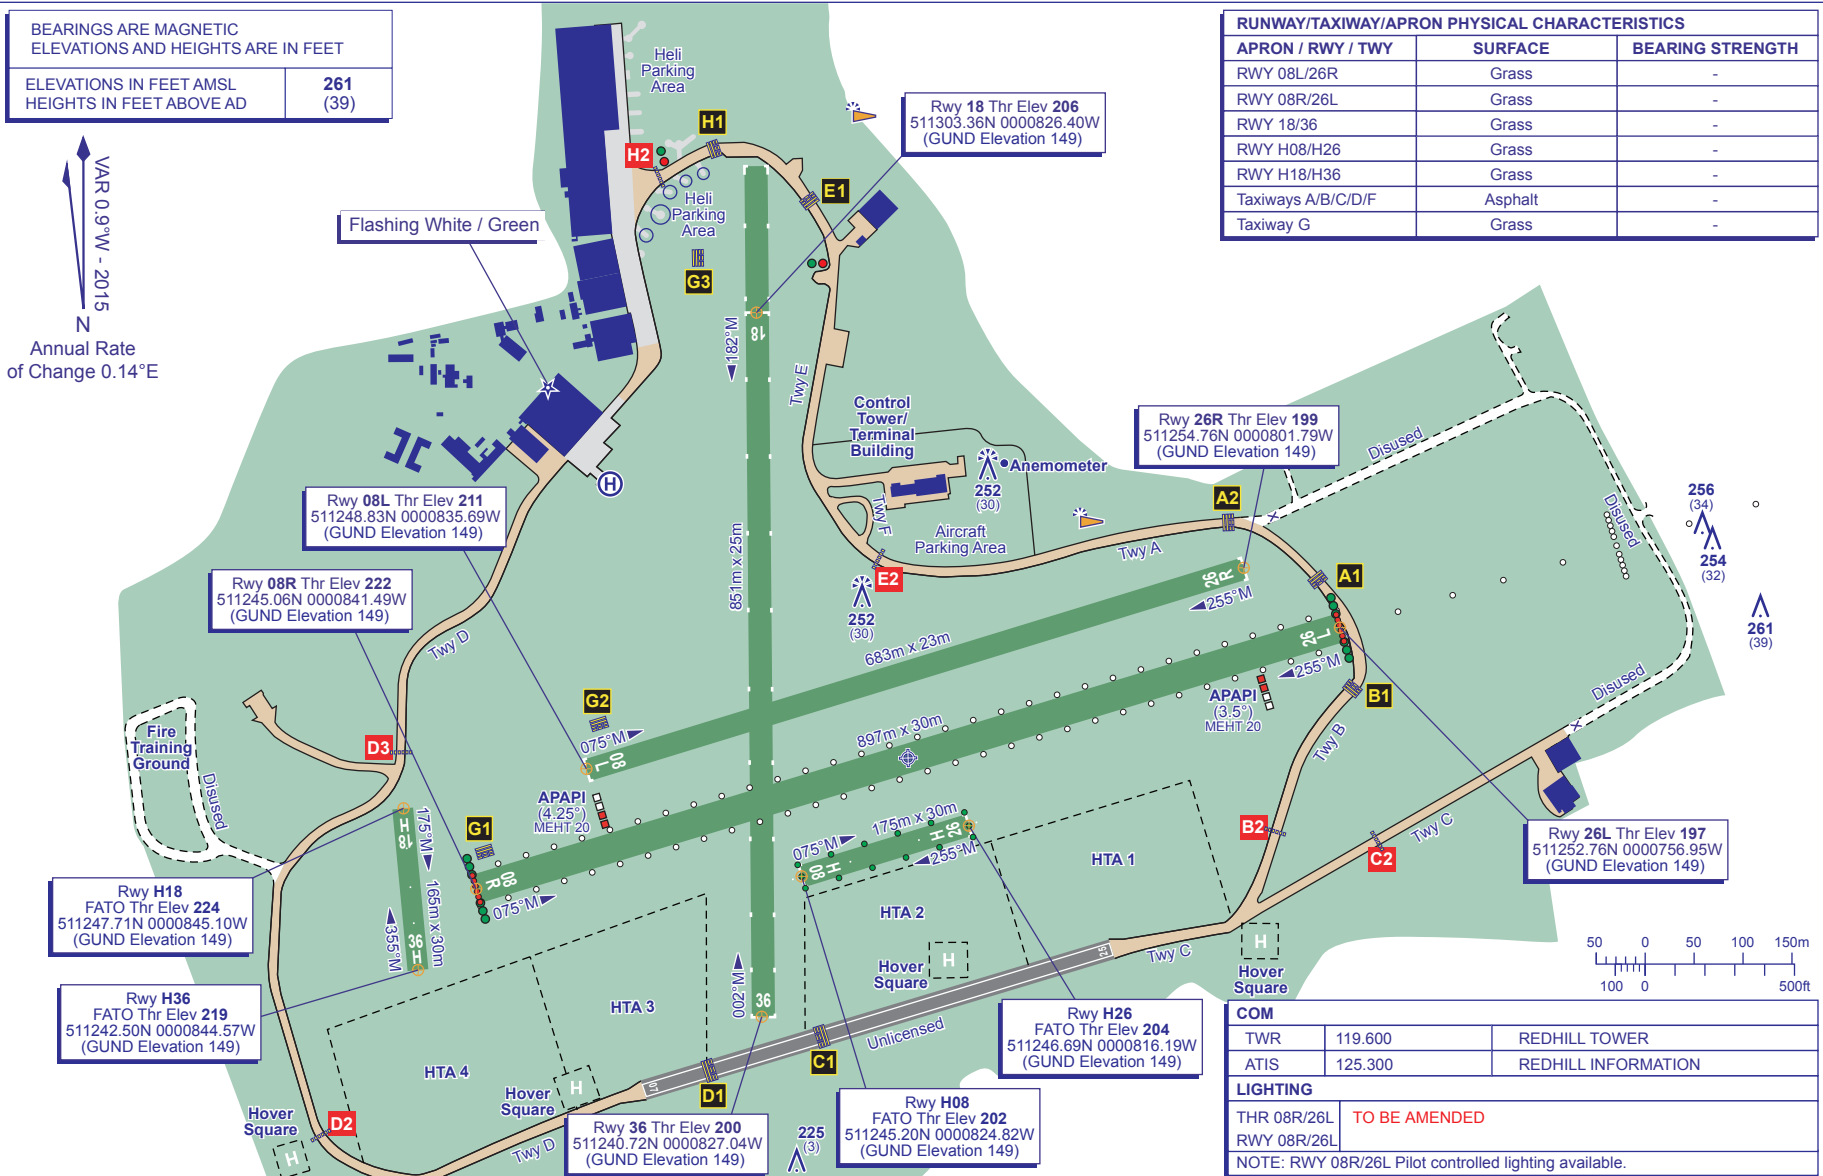 BEARINGS ARE MAGNETIC
ELEVATIONS AND HEIGHTS ARE IN FEET
ELEVATIONS IN FEET AMSL
HEIGHTS IN FEET ABOVE AD
261
(39)
VAR 0.9°W - 2015
N
Annual Rate
of Change 0.14°E
RUNWAY/TAXIWAY/APRON PHYSICAL CHARACTERISTICS
APRON / RWY / TWY SURFACE BEARING STRENGTH
RWY 08L/26R Grass -
RWY 08R/26L Grass -
RWY 18/36 Grass -
RWY H08/H26 Grass -
RWY H18/H36 Grass -
Taxiways A/B/C/D/F Asphalt -
Taxiway G Grass -
Heli
Parking
Area
H1
H2
Rwy 18 Thr Elev 206
511303.36N 0000826.40W
(GUND Elevation 149)
E1
Heli
Parking
Area
G3
Flashing White / Green
18
182°M
Twy E
Control
Tower/
Terminal
Building
Anemometer
252
(30)
Twy F
Aircraft
Parking Area
E2
252
(30)
Twy A
Rwy 26R Thr Elev 199
511254.76N 0000801.79W
(GUND Elevation 149)
A2
A1
Disused
Disused
Disused
256
(34)
254
(32)
261
(39)
H
Rwy 08L Thr Elev 211
511248.83N 0000835.69W
(GUND Elevation 149)
Rwy 08R Thr Elev 222
511245.06N 0000841.49W
(GUND Elevation 149)
Twy D
851m x 25m
26
R
255°M
683m x 23m
26
L
255°M
APAPI
(3.5°)
MEHT 20
B1
Twy B
G2
075°M
08
L
897m x 30m
Fire
Training
Ground
Disused
D3
APAPI
(4.25°)
MEHT 20
G1
08
R
075°M
H
18
175°M
165m x 30m
355°M
36
H
175m x 30m
075°M
08
H
H
26
255°M
HTA 1
HTA 2
HTA 3
HTA 4
B2
C2
Twy C
Rwy 26L Thr Elev 197
511252.76N 0000756.95W
(GUND Elevation 149)
Rwy H18
FATO Thr Elev 224
511247.71N 0000845.10W
(GUND Elevation 149)
Rwy H36
FATO Thr Elev 219
511242.50N 0000844.57W
(GUND Elevation 149)
002°M
36
Hover
Square
H
25
Twy C
H
Hover
Square
Unlicensed
C1
D1
07
Hover
Square
H
Hover
Square
H
D2
Twy D
Rwy 36 Thr Elev 200
511240.72N 0000827.04W
(GUND Elevation 149)
225
(3)
Rwy H08
FATO Thr Elev 202
511245.20N 0000824.82W
(GUND Elevation 149)
Rwy H26
FATO Thr Elev 204
511246.69N 0000816.19W
(GUND Elevation 149)
50 0 50 100 150m
100 0 500ft
COM
TWR 119.600 REDHILL TOWER
ATIS 125.300 REDHILL INFORMATION
LIGHTING
THR 08R/26L TO BE AMENDED
RWY 08R/26L
NOTE: RWY 08R/26L Pilot controlled lighting available.